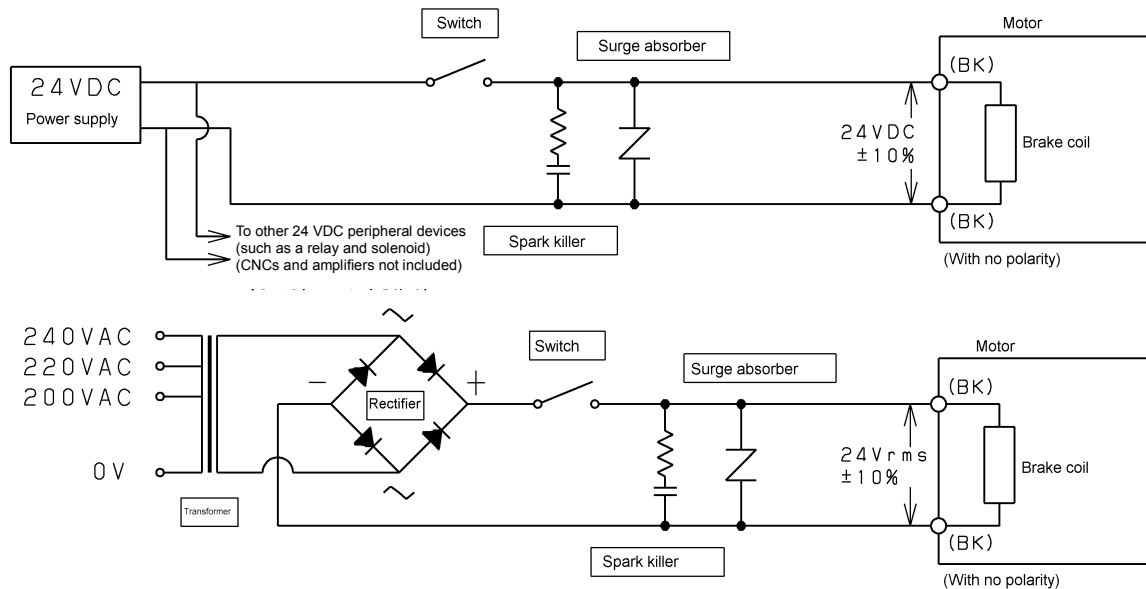 Switch
Motor
Surge absorber
(BK)
24VDC
Power supply
24VDC
±10%
Brake coil
(BK)
To other 24 VDC peripheral devices
(such as a relay and solenoid)
(CNCs and amplifiers not included)
Spark killer
(With no polarity)
240VAC
220VAC
200VAC
0V
Transformer
Rectifier
−
+
Switch
Motor
Surge absorber
(BK)
24Vrms
±10%
Brake coil
(BK)
Spark killer
(With no polarity)